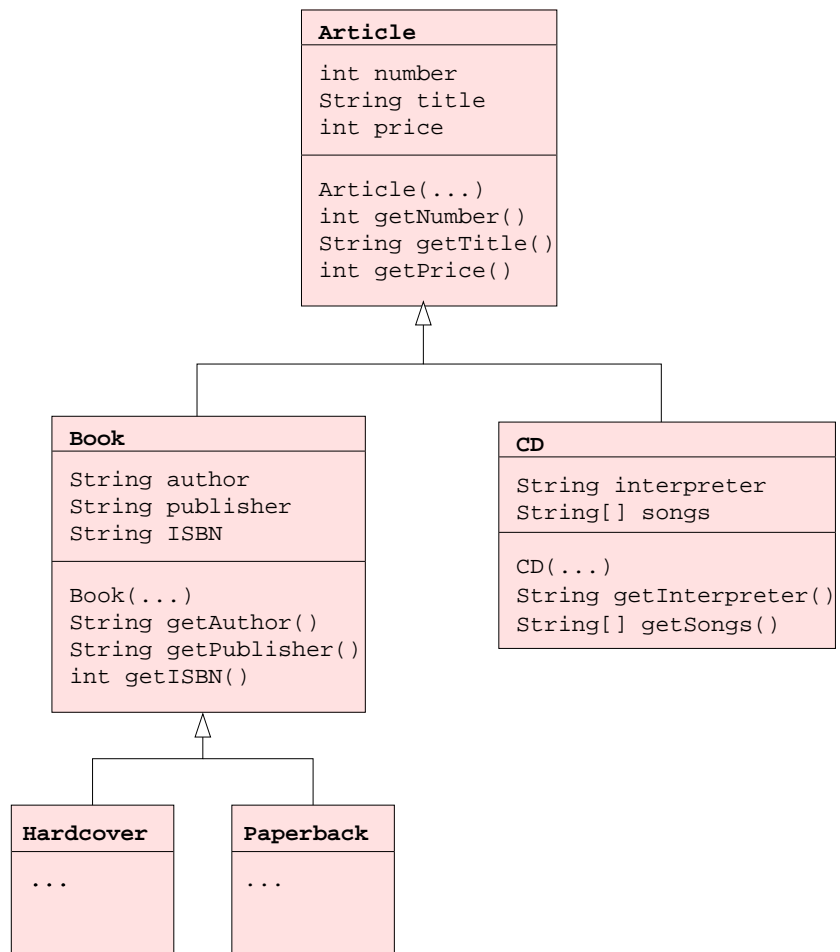 Article
int number
String title
int price
Article(...)
int getNumber()
String getTitle()
int getPrice()
Book
String author
String publisher
String ISBN
Book(...)
String getAuthor()
String getPublisher()
int getISBN()
CD
String interpreter
String[] songs
CD(...)
String getInterpreter()
String[] getSongs()
Hardcover
...
Paperback
...